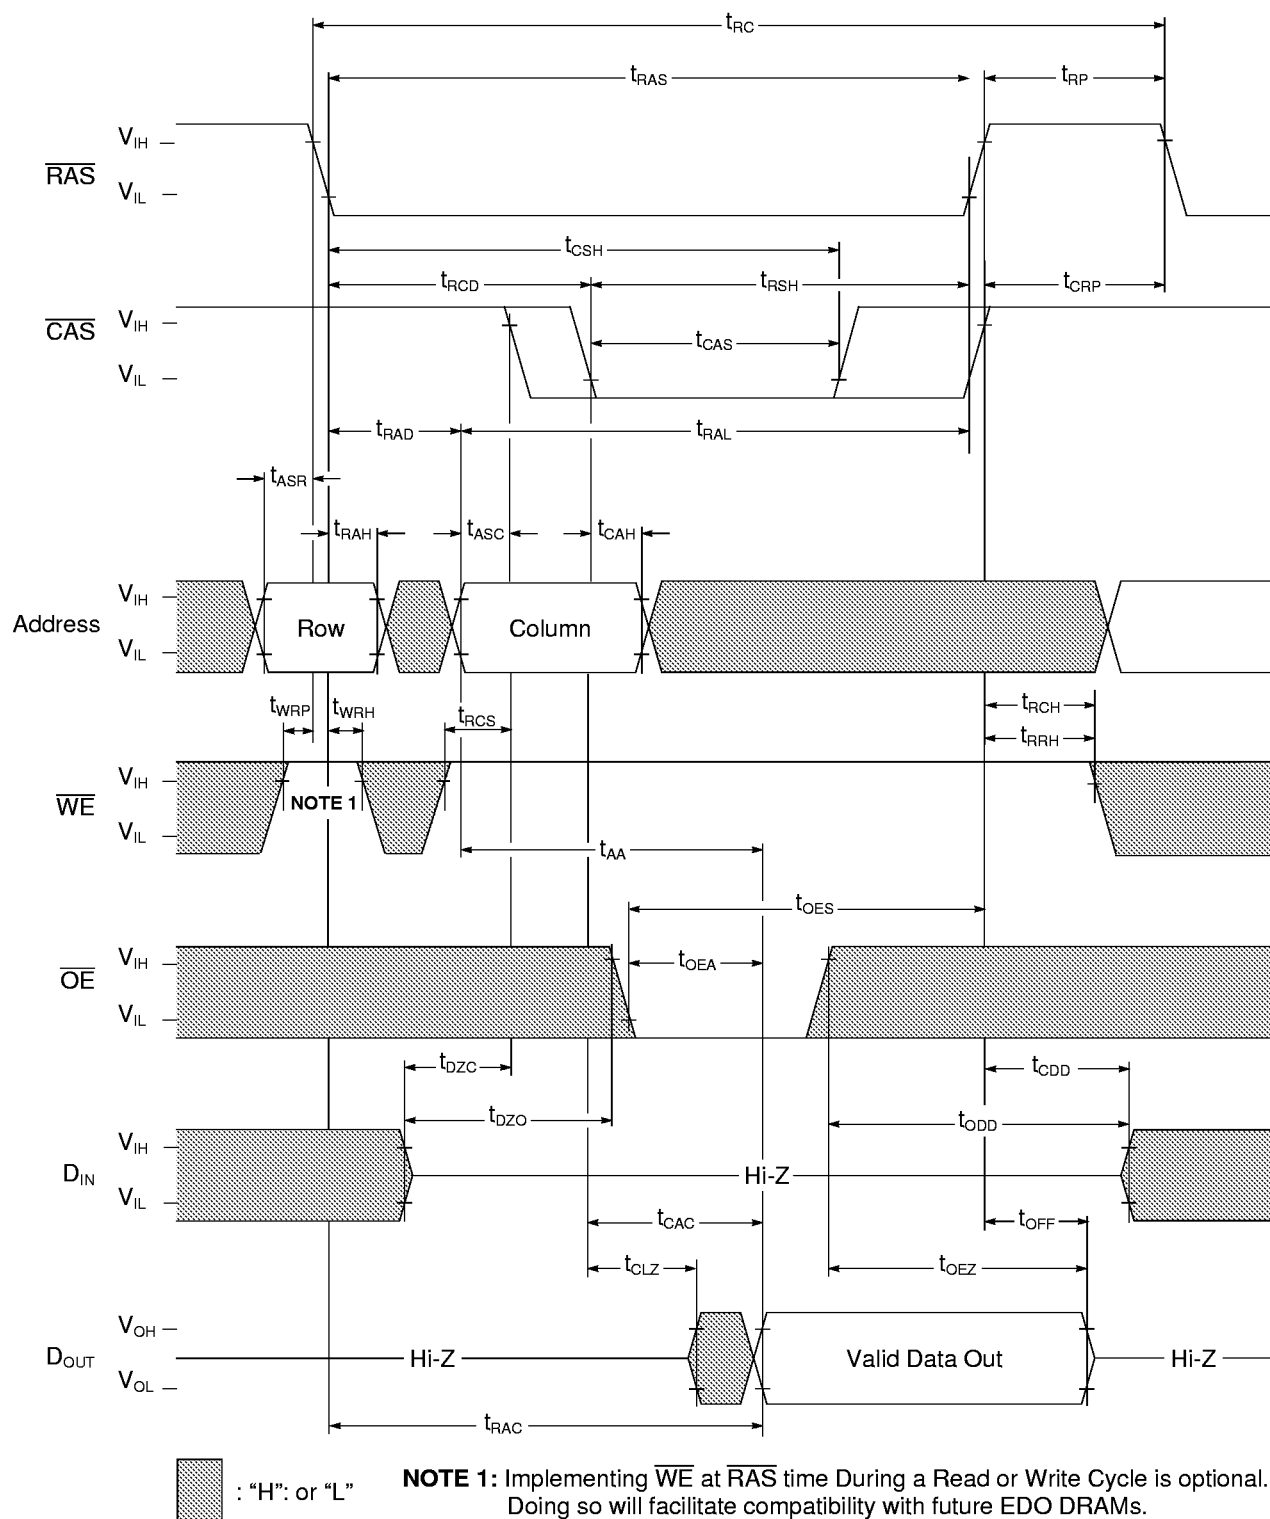 tRC
tRAS tRP
VIH
RAS
VIL
tCSH
tRCD tRSH tCRP
VIH
CAS
tCAS
VIL
tRAD tRAL
tASR
tRAH tASC tCAH
VIH
Address Row Column
VIL
tWRP tWRH tRCS tRCH
tRRH
VIH
WE NOTE 1
VIL
tAA
tOES
VIH tOEA
OE
VIL
tDZC tCDD
tDZO tODD
VIH
DIN Hi-Z
VIL
tCAC tOFF
tCLZ tOEZ
VOH
DOUT Hi-Z Valid Data Out Hi-Z
VOL
tRAC
: “H”: or “L”
NOTE 1: Implementing WE at RAS time During a Read or Write Cycle is optional.
Doing so will facilitate compatibility with future EDO DRAMs.